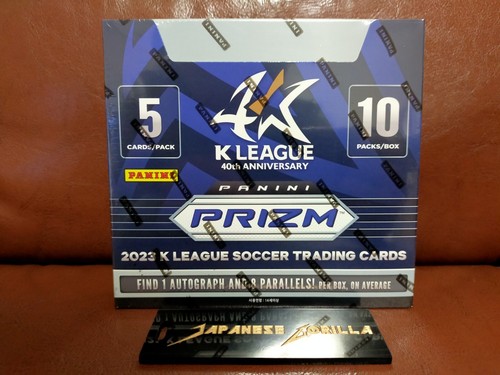 5
CARDS/PACK
10
PACKS/BOX
K LEAGUE
40th ANNIVERSARY
PANINI
PANINI
PRIZM
2023 K LEAGUE SOCCER TRADING CARDS
FIND 1 AUTOGRAPH AND 8 PARALLELS! PER BOX, ON AVERAGE
JAPANESE GORILLA